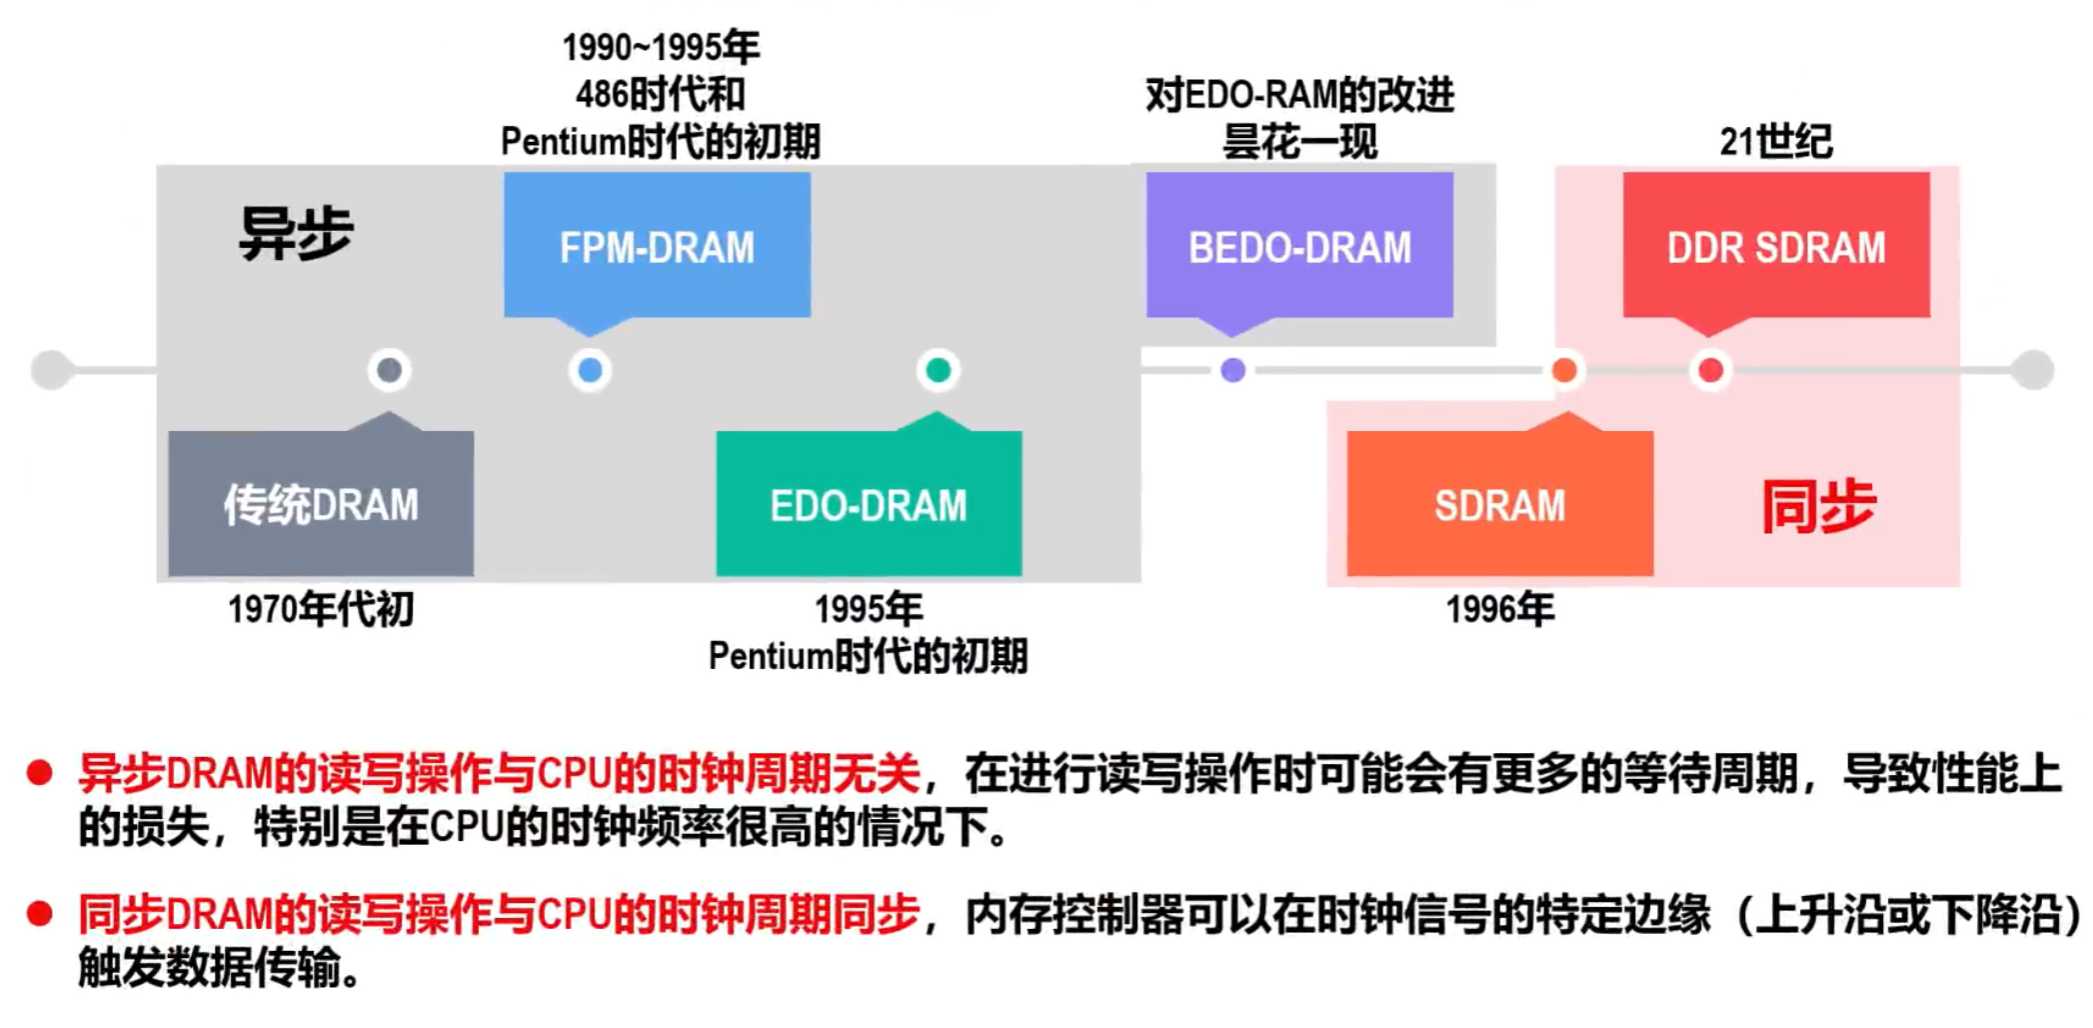 1990~1995年
486时代和
Pentium时代的初期
对EDO-RAM的改进
昙花一现
21世纪
异步
FPM-DRAM
BEDO-DRAM
DDR SDRAM
传统DRAM
EDO-DRAM
SDRAM
同步
1970年代初
1995年
Pentium时代的初期
1996年
● 异步DRAM的读写操作与CPU的时钟周期无关，在进行读写操作时可能会有更多的等待周期，导致性能上
的损失，特别是在CPU的时钟频率很高的情况下。
● 同步DRAM的读写操作与CPU的时钟周期同步，内存控制器可以在时钟信号的特定边缘（上升沿或下降沿）
触发数据传输。